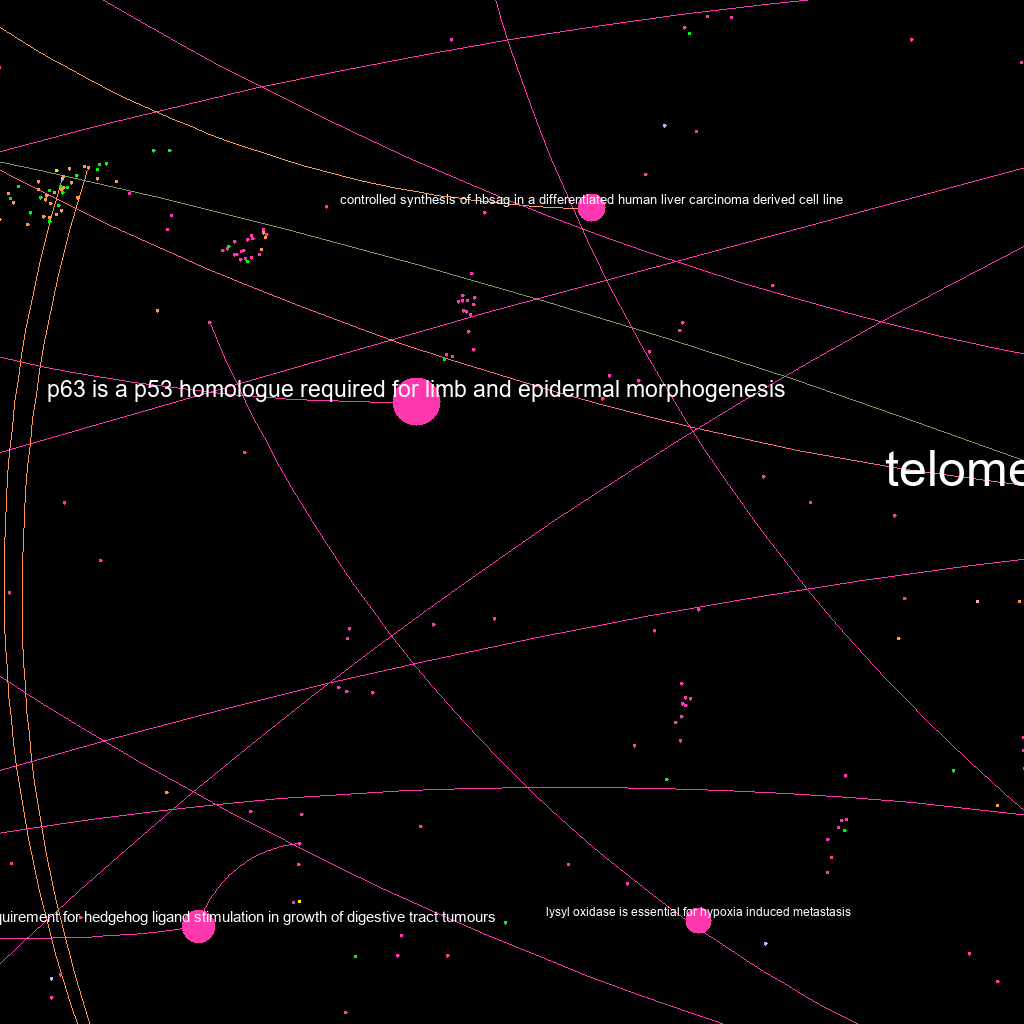 controlled synthesis of hbsag in a differentiated human liver carcinoma derived cell line
p63 is a p53 homologue required for limb and epidermal morphogenesis
telome
lysyl oxidase is essential for hypoxia induced metastasis
quirement for hedgehog ligand stimulation in growth of digestive tract tumours